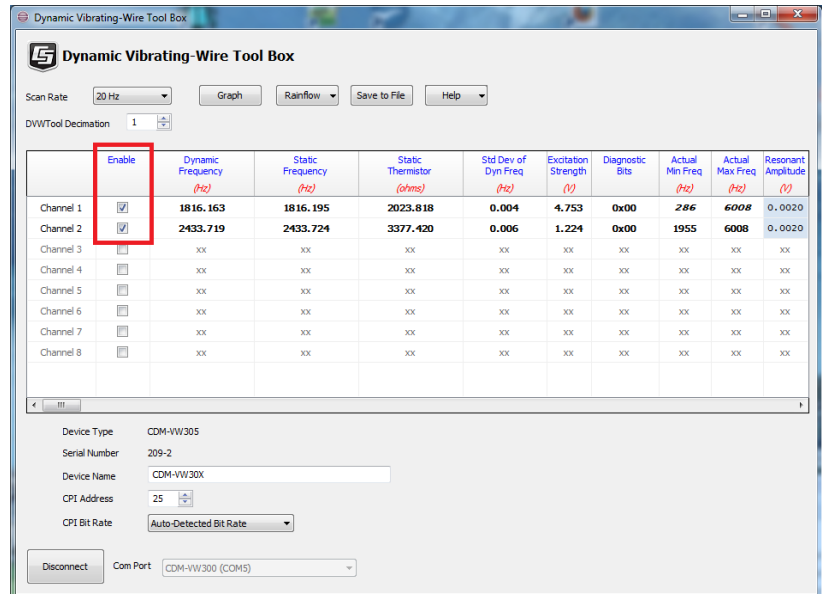 Dynamic Vibrating-Wire Tool Box
Dynamic Vibrating-Wire Tool Box
Scan Rate 20 Hz Graph Rainflow Save to File Help
DVWTool Decimation 1
Enable Dynamic Static Static Std Dev of Excitation Diagnostic Actual Actual Resonant
Frequency Frequency Thermistor Dyn Freq Strength Bits Min Freq Max Freq Amplitude
(Hz) (Hz) (ohms) (Hz) (V) (Hz) (Hz) (V)
Channel 1 1816.163 1816.195 2023.818 0.004 4.753 0x00 286 6008 0.0020
Channel 2 2433.719 2433.724 3377.420 0.006 1.224 0x00 1955 6008 0.0020
Channel 3 xx xx xx xx xx xx xx xx xx
Channel 4 xx xx xx xx xx xx xx xx xx
Channel 5 xx xx xx xx xx xx xx xx xx
Channel 6 xx xx xx xx xx xx xx xx xx
Channel 7 xx xx xx xx xx xx xx xx xx
Channel 8 xx xx xx xx xx xx xx xx xx
Device Type CDM-VW305
Serial Number 209-2
Device Name CDM-VW30X
CPI Address 25
CPI Bit Rate Auto-Detected Bit Rate
Disconnect Com Port CDM-VW300 (COM5)